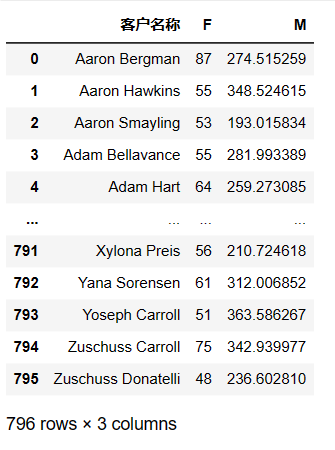 客户名称 F M
0 Aaron Bergman 87 274.515259
1 Aaron Hawkins 55 348.524615
2 Aaron Smayling 53 193.015834
3 Adam Bellavance 55 281.993389
4 Adam Hart 64 259.273085
... ... ... ...
791 Xylona Preis 56 210.724618
792 Yana Sorensen 61 312.006852
793 Yoseph Carroll 51 363.586267
794 Zuschuss Carroll 75 342.939977
795 Zuschuss Donatelli 48 236.602810
796 rows × 3 columns